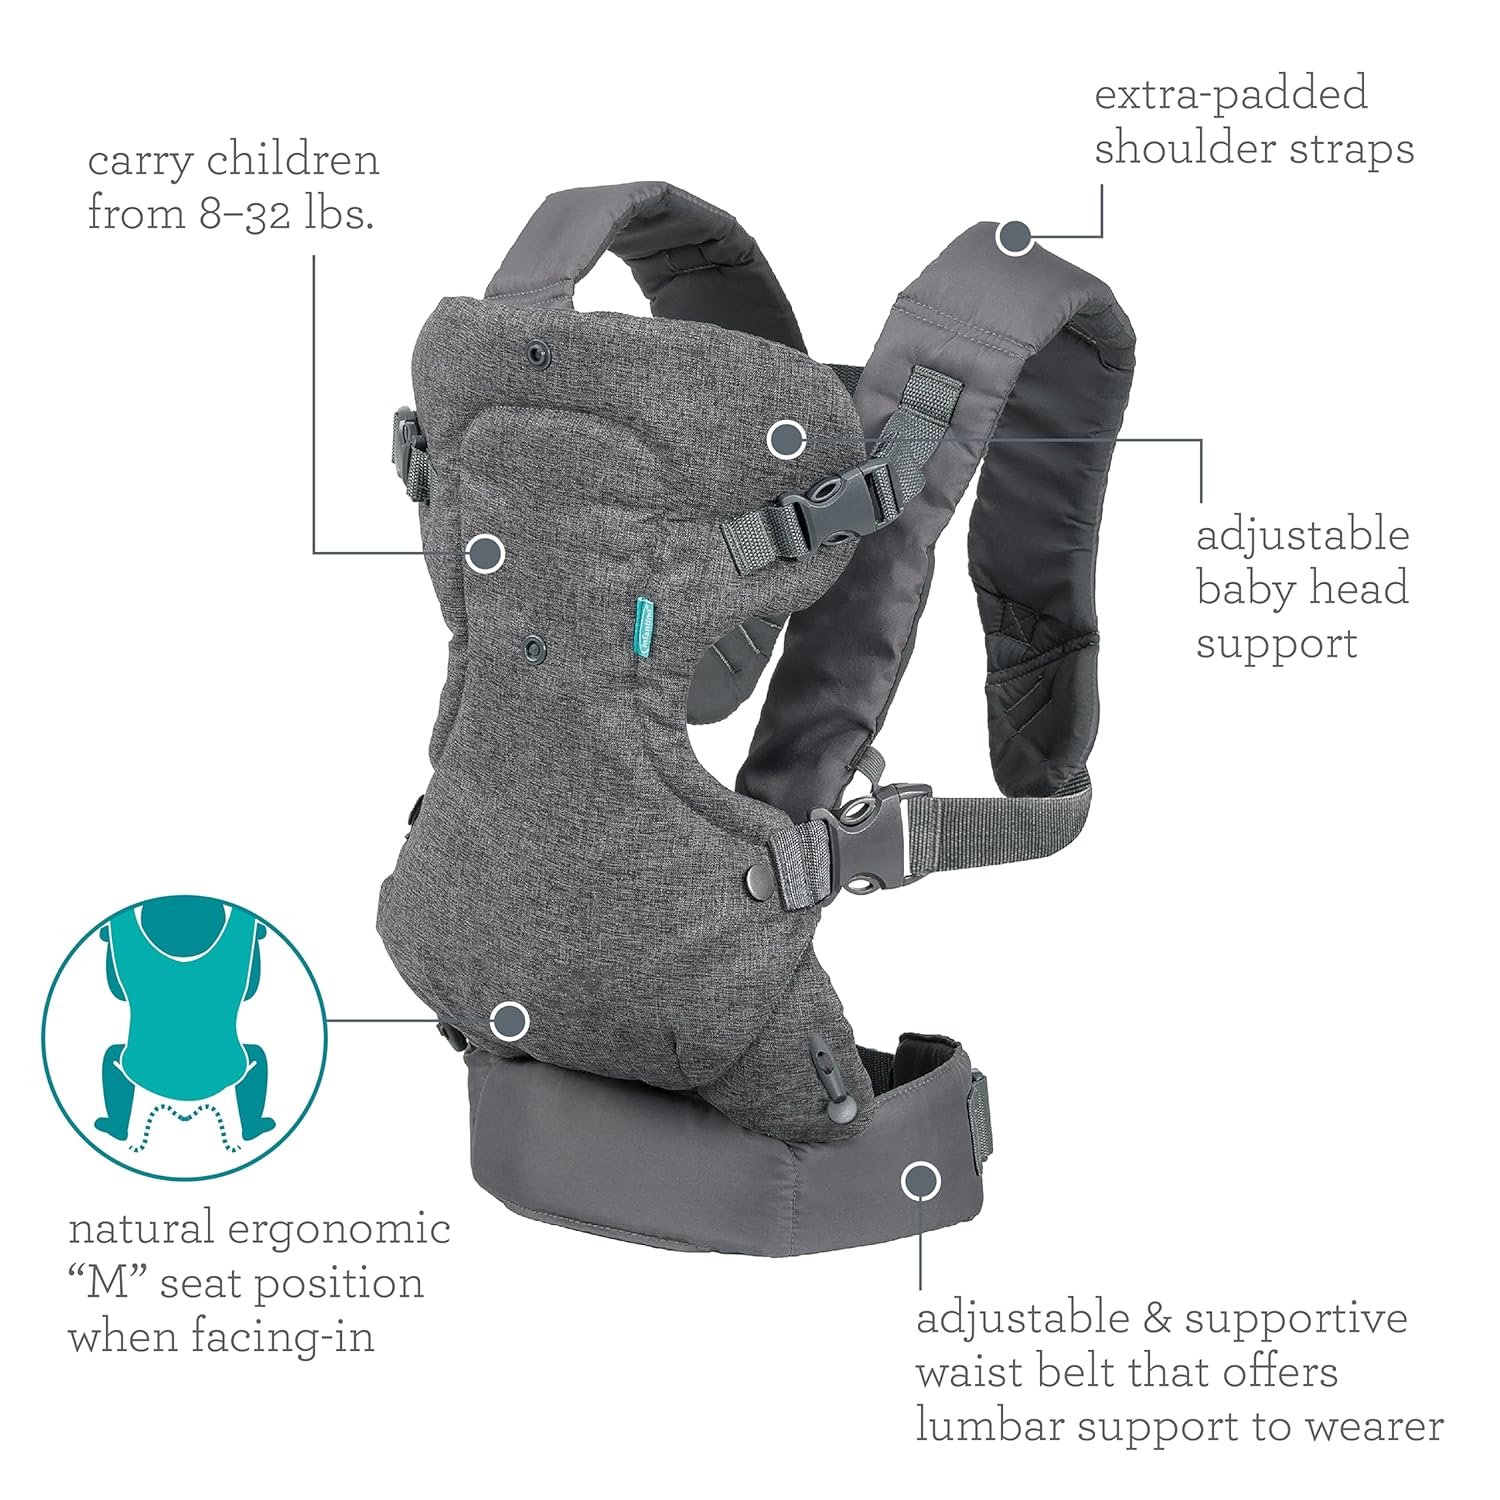 extra-padded
shoulder straps
carry children
from 8–32 lbs.
adjustable
baby head
support
infantino
natural ergonomic
“M” seat position
when facing-in
adjustable & supportive
waist belt that offers
lumbar support to wearer